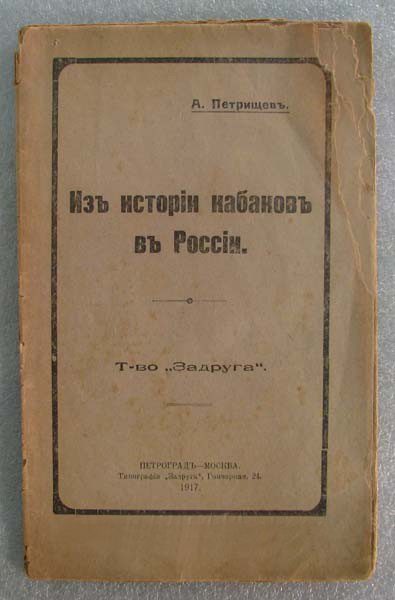 А. Петрищевъ.
Изъ исторіи кабаковъ
въ Россіи.
Т-во „Задруга“.
ПЕТРОГРАДЪ—МОСКВА.
Типографія „Задруга“, Гончарная, 24.
1917.